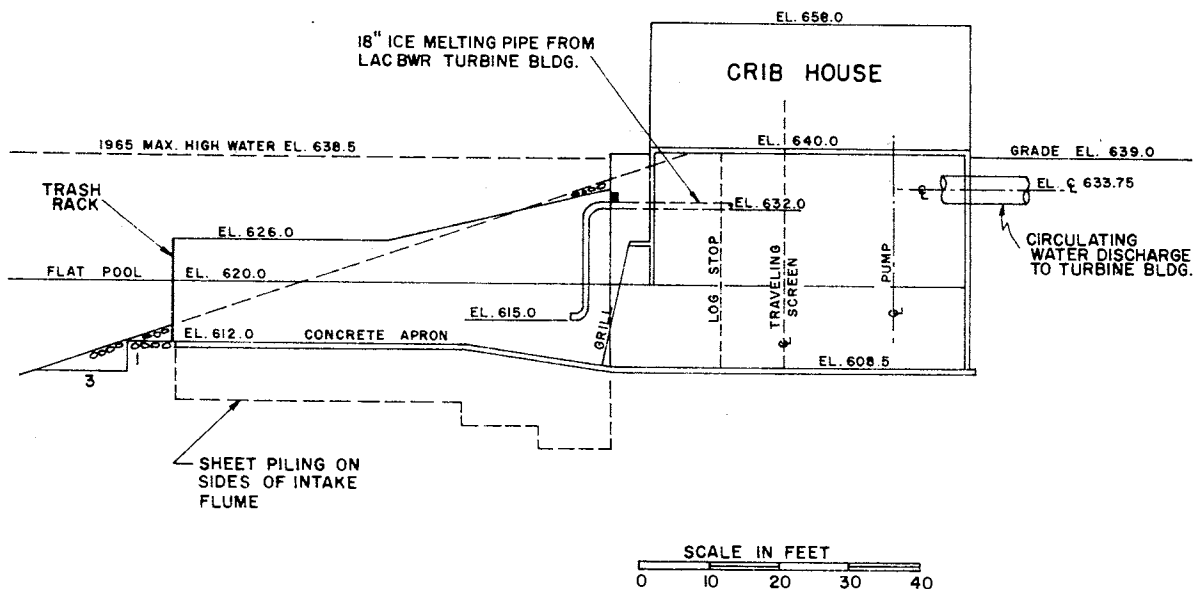 EL. 658.0
18" ICE MELTING PIPE FROM
LACBWR TURBINE BLDG.
CRIB HOUSE
1965 MAX. HIGH WATER EL. 638.5
EL. 640.0
GRADE EL. 639.0
TRASH
RACK
EL. 632.0
EL. ℄ 633.75
℄
EL. 626.0
CIRCULATING
WATER DISCHARGE
TO TURBINE BLDG.
FLAT POOL
EL. 620.0
LOG STOP
TRAVELING
SCREEN
PUMP
℄
EL. 615.0
GRILL
EL. 612.0
CONCRETE APRON
℄
EL. 608.5
1
3
SHEET PILING ON
SIDES OF INTAKE
FLUME
SCALE IN FEET
0 10 20 30 40